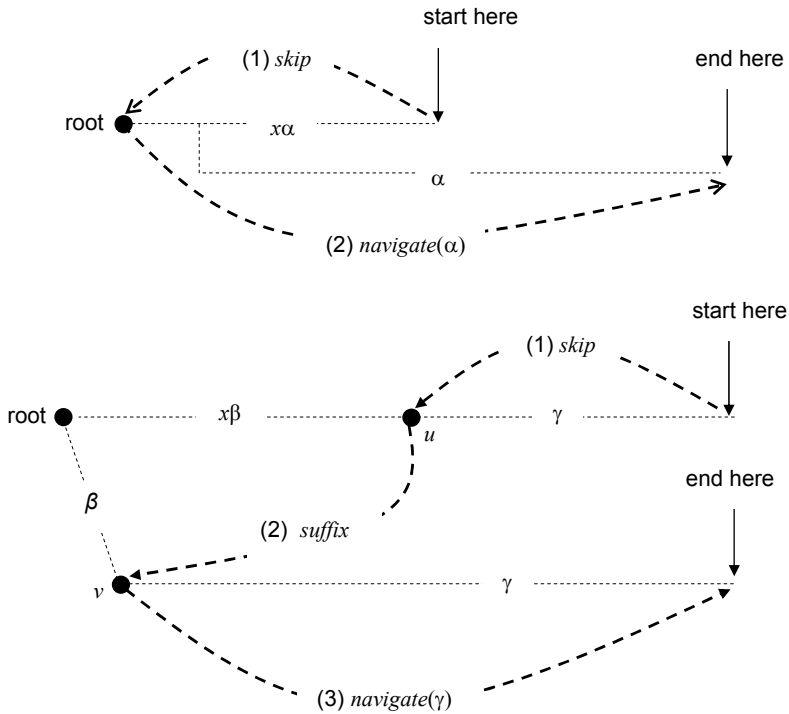 start here
(1) skip
end here
root
xα
α
(2) navigate(α)
start here
(1) skip
root
xβ
γ
u
end here
β
(2) suffix
γ
v
(3) navigate(γ)